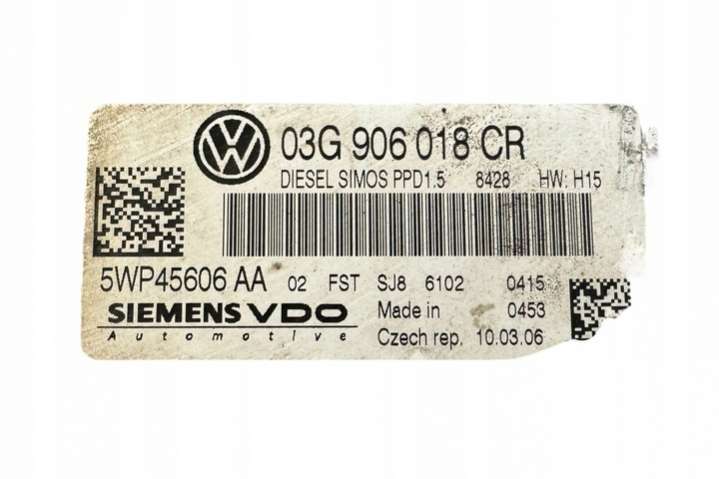 03G 906 018 CR
DIESEL SIMOS PPD1.5 8428 HW: H15
5WP45606 AA 02 FST SJ8 6102 0415
SIEMENS VDO Made in 0453
Automotive Czech rep. 10.03.06